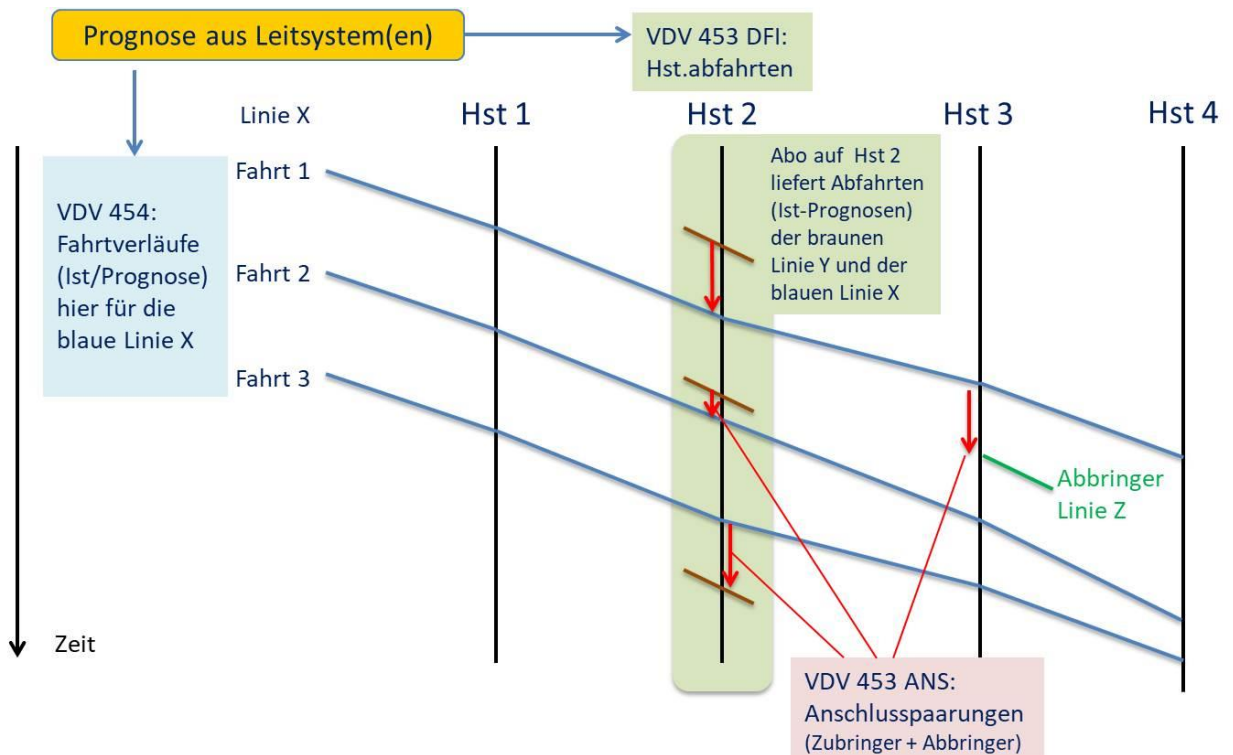 Prognose aus Leitsystem(en)
VDV 453 DFI:
Hst.abfahrten
Linie X
Hst 1
Hst 2
Hst 3
Hst 4
VDV 454:
Fahrtverläufe
(Ist/Prognose)
hier für die
blaue Linie X
Fahrt 1
Fahrt 2
Fahrt 3
Abo auf Hst 2
liefert Abfahrten
(Ist-Prognosen)
der braunen
Linie Y und der
blauen Linie X
Abbringer
Linie Z
Zeit
VDV 453 ANS:
Anschlusspaarungen
(Zubringer + Abbringer)